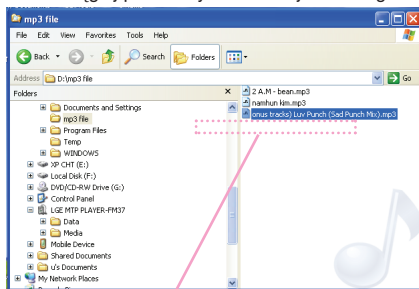 mp3 file
File Edit View Favorites Tools Help
Back Search Folders
Address D:\mp3 file Go
Folders
Documents and Settings
mp3 file
Program Files
Temp
WINDOWS
XP CHT (E:)
Local Disk (F:)
DVD/CD-RW Drive (G:)
Control Panel
LGE MTP PLAYER-FM37
Data
Media
Mobile Device
Shared Documents
u's Documents
My Network Places
2 A.M - bean.mp3
namhun kim.mp3
onus tracks) Luv Punch (Sad Punch Mix).mp3